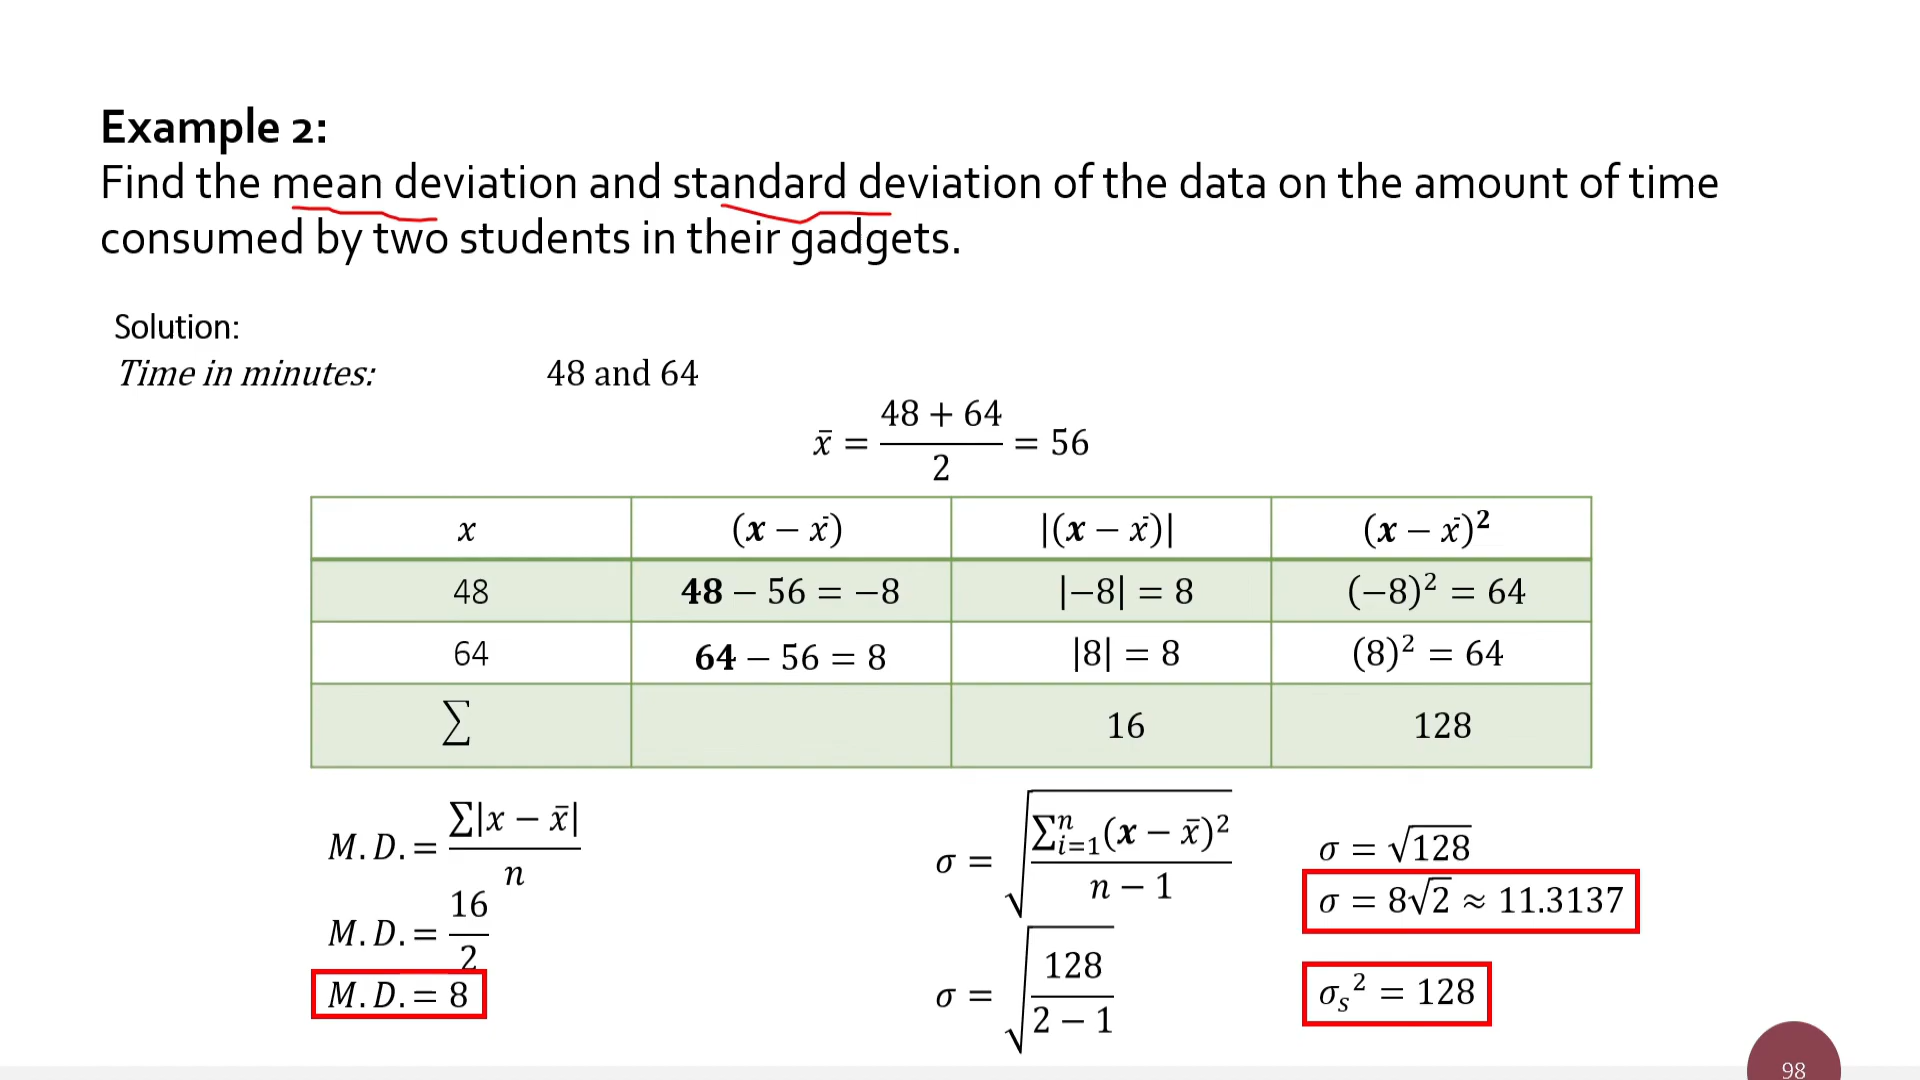 Example 2:
Find the mean deviation and standard deviation of the data on the amount of time
consumed by two students in their gadgets.
Solution:
Time in minutes: 48 and 64
x̄ = (48 + 64)/2 = 56
x (x − x̄) |(x − x̄)| (x − x̄)²
48 48 − 56 = −8 |−8| = 8 (−8)² = 64
64 64 − 56 = 8 |8| = 8 (8)² = 64
∑ 16 128
M.D. = ∑|x − x̄|/n
M.D. = 16/2
M.D. = 8
σ = √(∑ⁿᵢ₌₁(x − x̄)²/(n − 1))
σ = √(128/(2 − 1))
σ = √128
σ = 8√2 ≈ 11.3137
σₛ² = 128
98